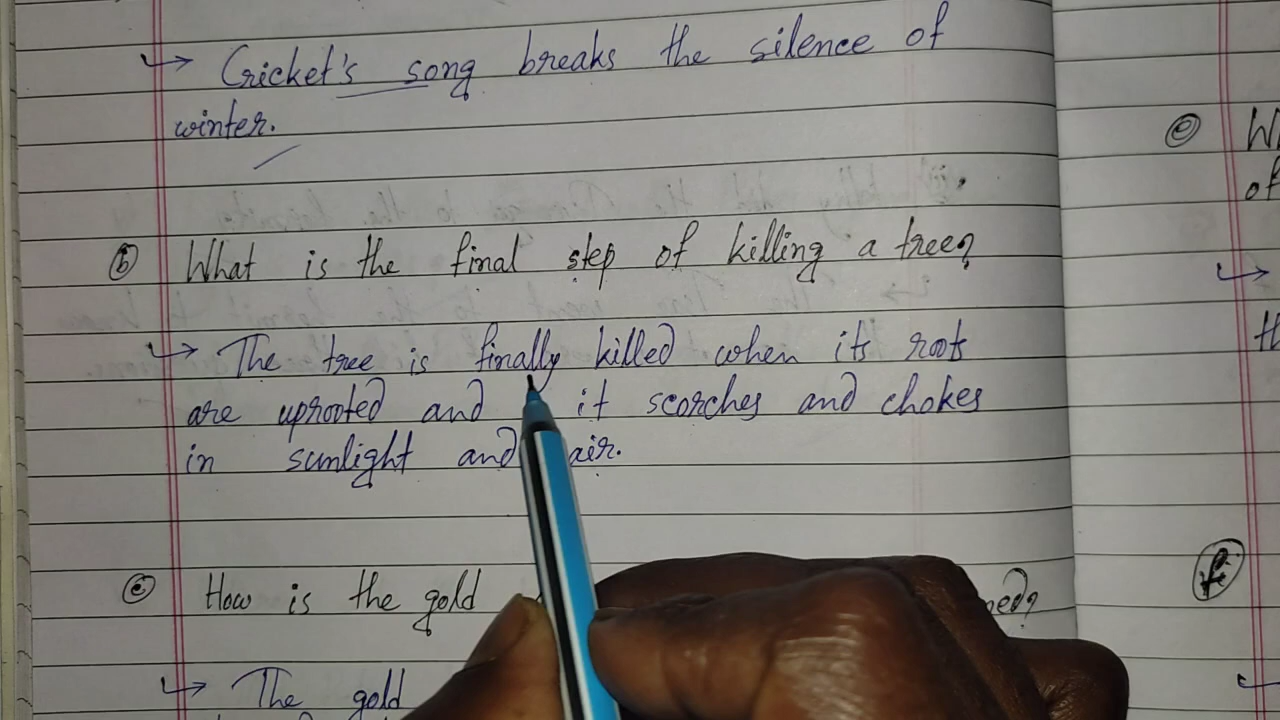 ↳ Cricket's song breaks the silence of
winter.
ⓑ What is the final step of killing a tree?
↳ The tree is finally killed when its roots
are uprooted and it scorches and chokes
in sunlight and air.
ⓒ How is the gold
↳ The gold
ⓔ
of
ⓕ